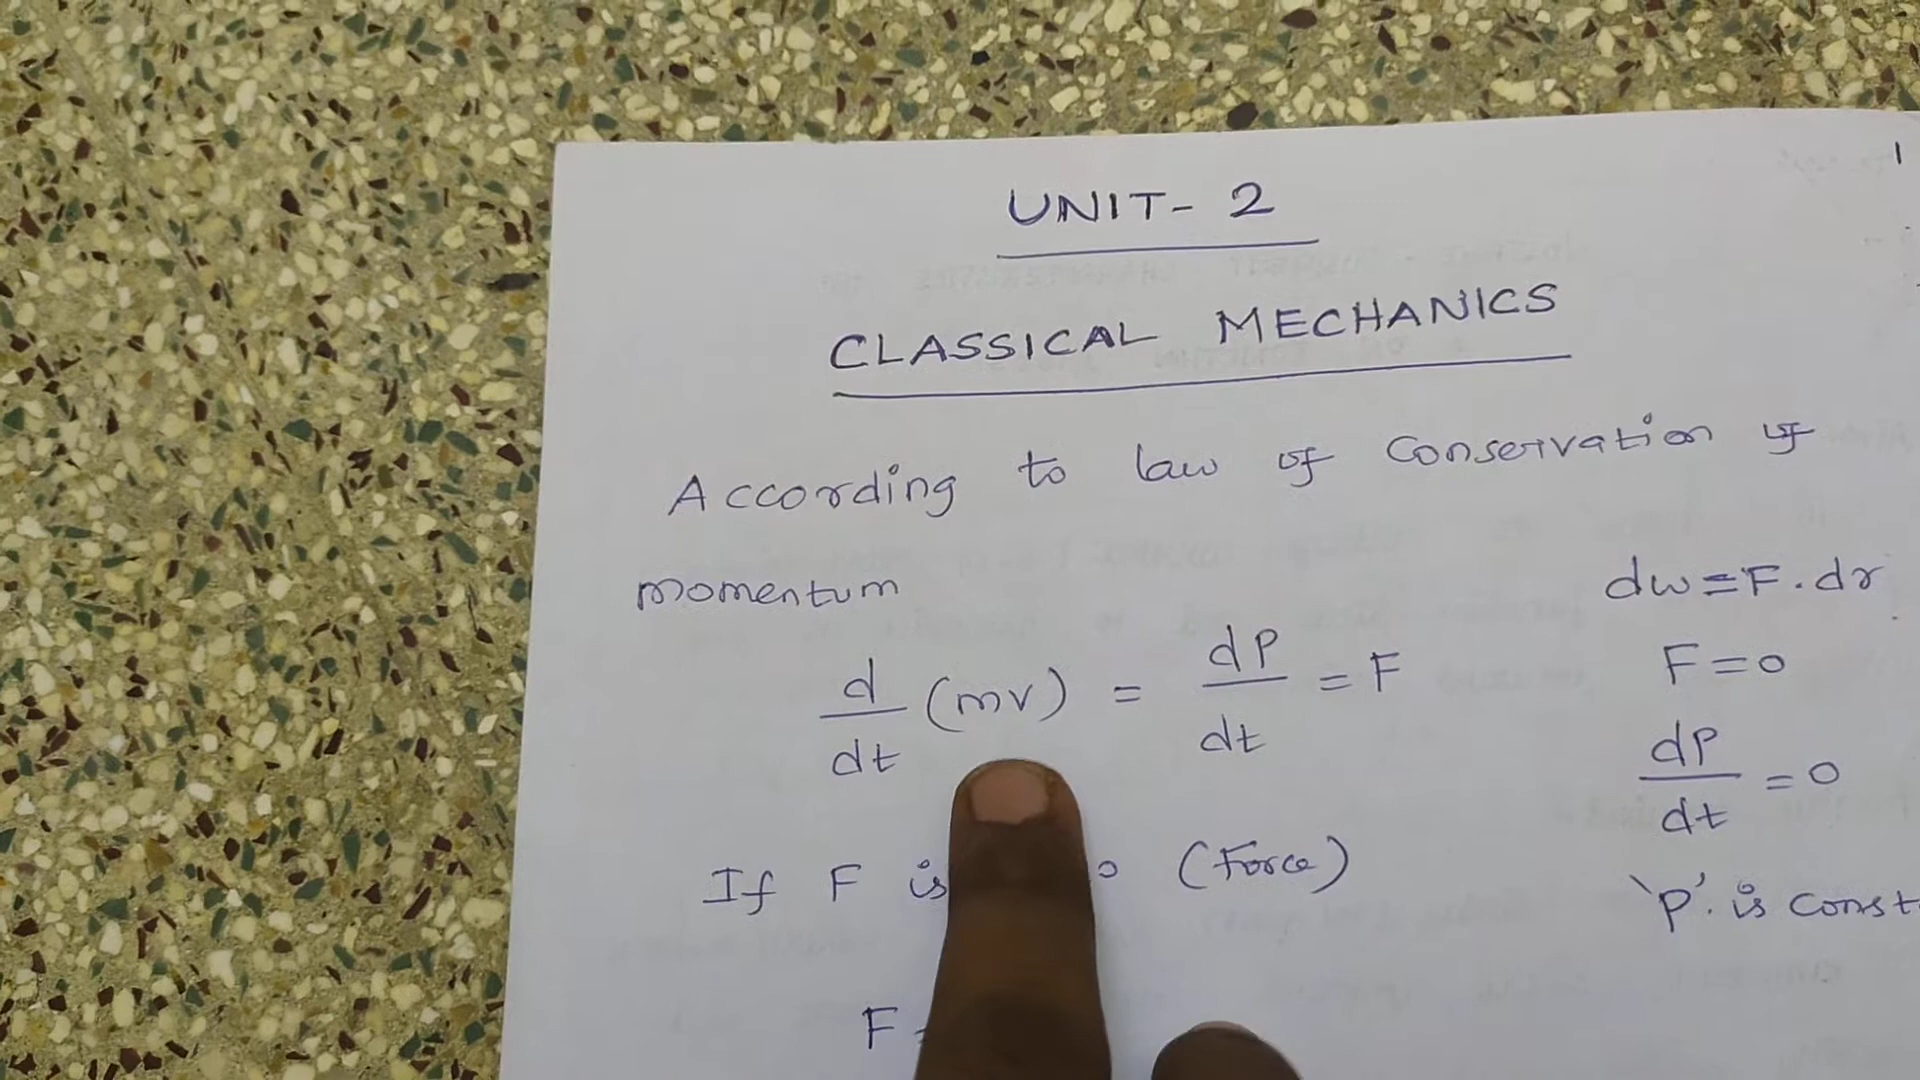 1
UNIT- 2
CLASSICAL MECHANICS
According to law of Conservation of
momentum
dw = F . dr
d/dt (mv) = dP/dt = F
F = 0
dP/dt = 0
If F is (Force)
'P' is const
F